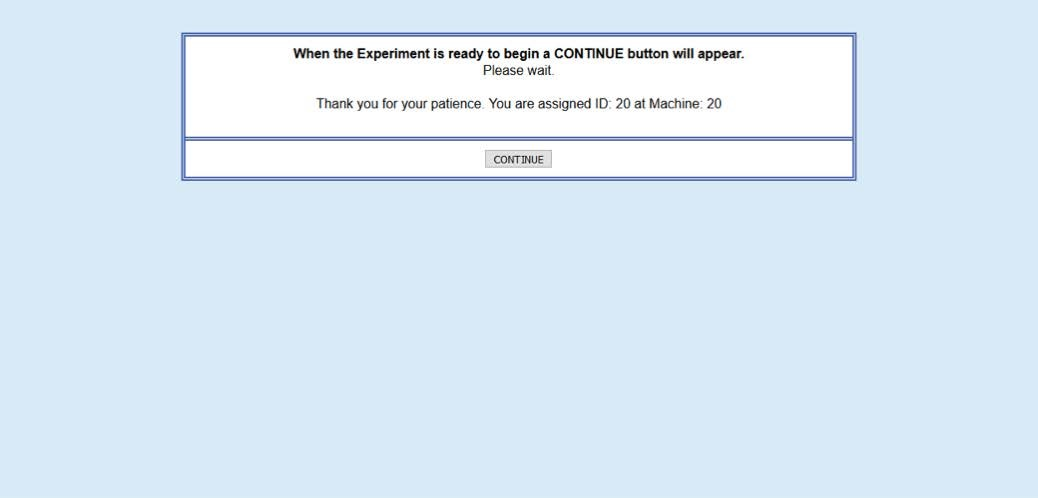 When the Experiment is ready to begin a CONTINUE button will appear.
Please wait.
Thank you for your patience. You are assigned ID: 20 at Machine: 20
CONTINUE